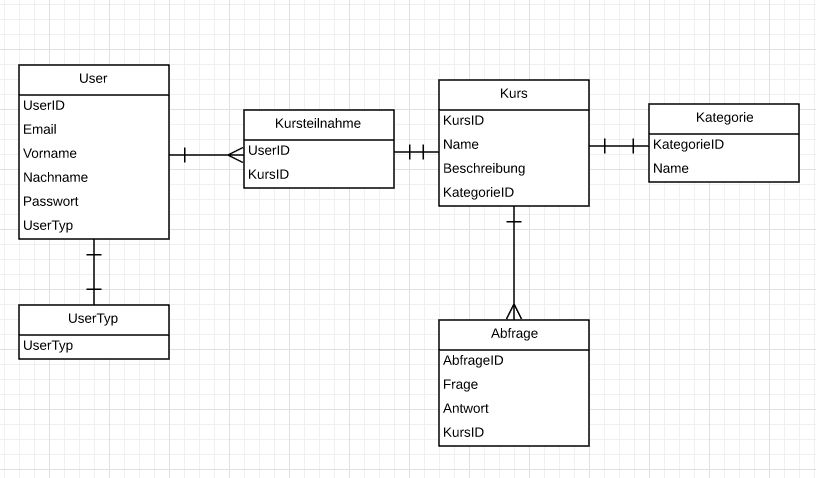 User
UserID
Email
Vorname
Nachname
Passwort
UserTyp
UserTyp
UserTyp
Kursteilnahme
UserID
KursID
Kurs
KursID
Name
Beschreibung
KategorieID
Kategorie
KategorieID
Name
Abfrage
AbfrageID
Frage
Antwort
KursID